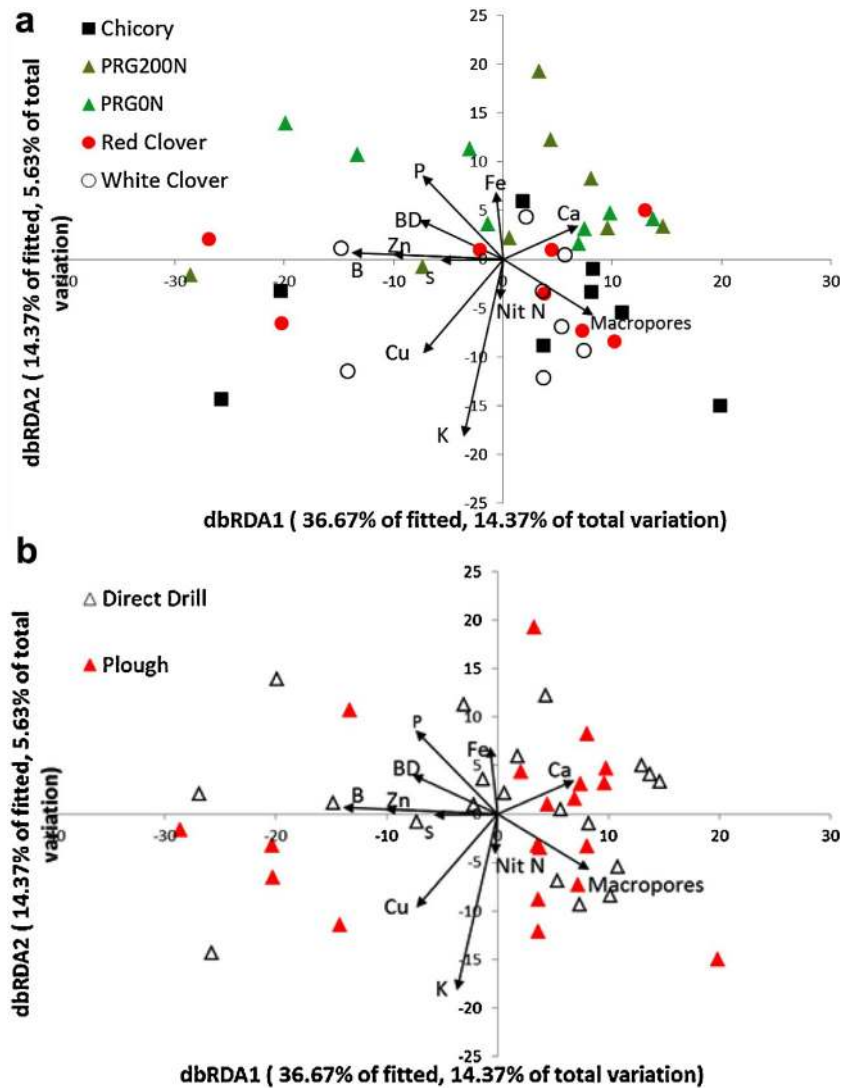 a
Chicory
PRG200N
PRG0N
Red Clover
White Clover
25
20
15
10
5
0
-5
-10
-15
-20
-25
-30
-20
-10
0
10
20
30
P
Fe
BD
Ca
Zn
B
S
Nit N
Macropores
Cu
K
dbRDA2 ( 14.37% of fitted, 5.63% of total
variation)
dbRDA1 ( 36.67% of fitted, 14.37% of total variation)
b
Direct Drill
Plough
25
20
15
10
5
0
-5
-10
-15
-20
-25
-40
-30
-20
-10
0
10
20
30
P
Fe
BD
Ca
B
Zn
S
Nit N
Macropores
Cu
K
dbRDA2 ( 14.37% of fitted, 5.63% of total
variation)
dbRDA1 ( 36.67% of fitted, 14.37% of total variation)